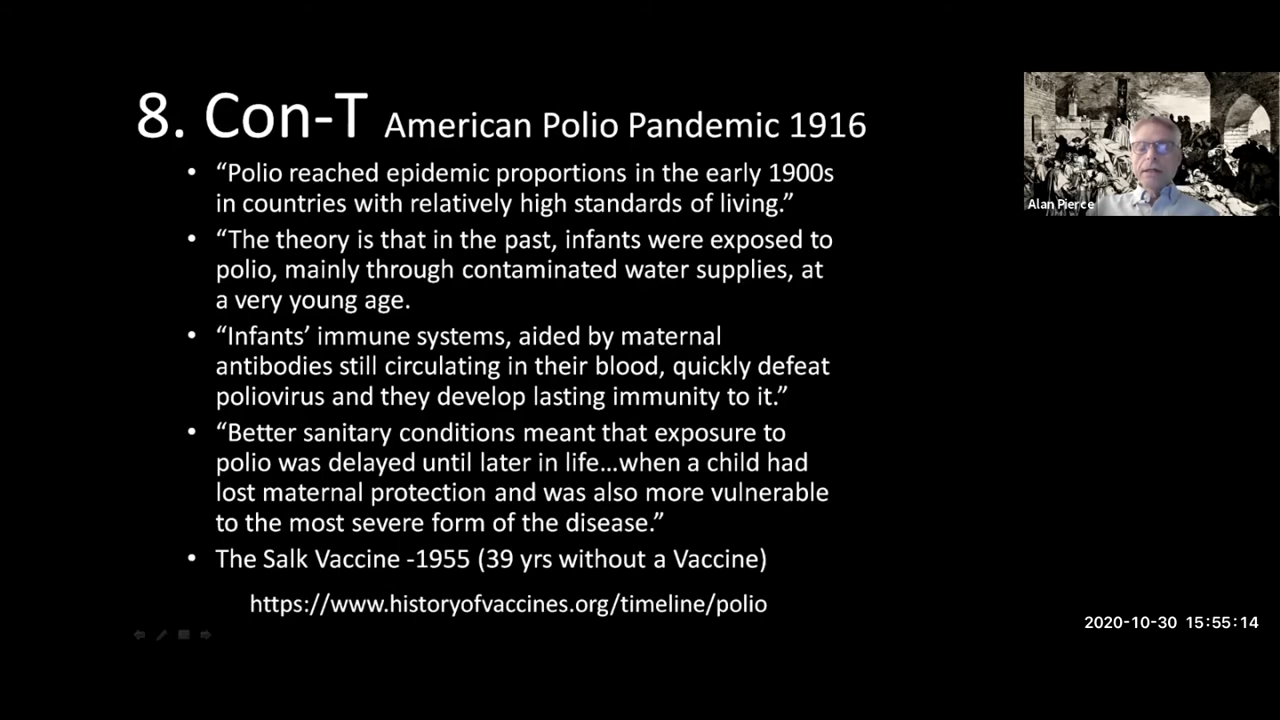 8. Con-T American Polio Pandemic 1916
• “Polio reached epidemic proportions in the early 1900s
in countries with relatively high standards of living.”
• “The theory is that in the past, infants were exposed to
polio, mainly through contaminated water supplies, at
a very young age.
• “Infants’ immune systems, aided by maternal
antibodies still circulating in their blood, quickly defeat
poliovirus and they develop lasting immunity to it.”
• “Better sanitary conditions meant that exposure to
polio was delayed until later in life…when a child had
lost maternal protection and was also more vulnerable
to the most severe form of the disease.”
• The Salk Vaccine -1955 (39 yrs without a Vaccine)
https://www.historyofvaccines.org/timeline/polio
Alan Pierce
2020-10-30 15:55:14